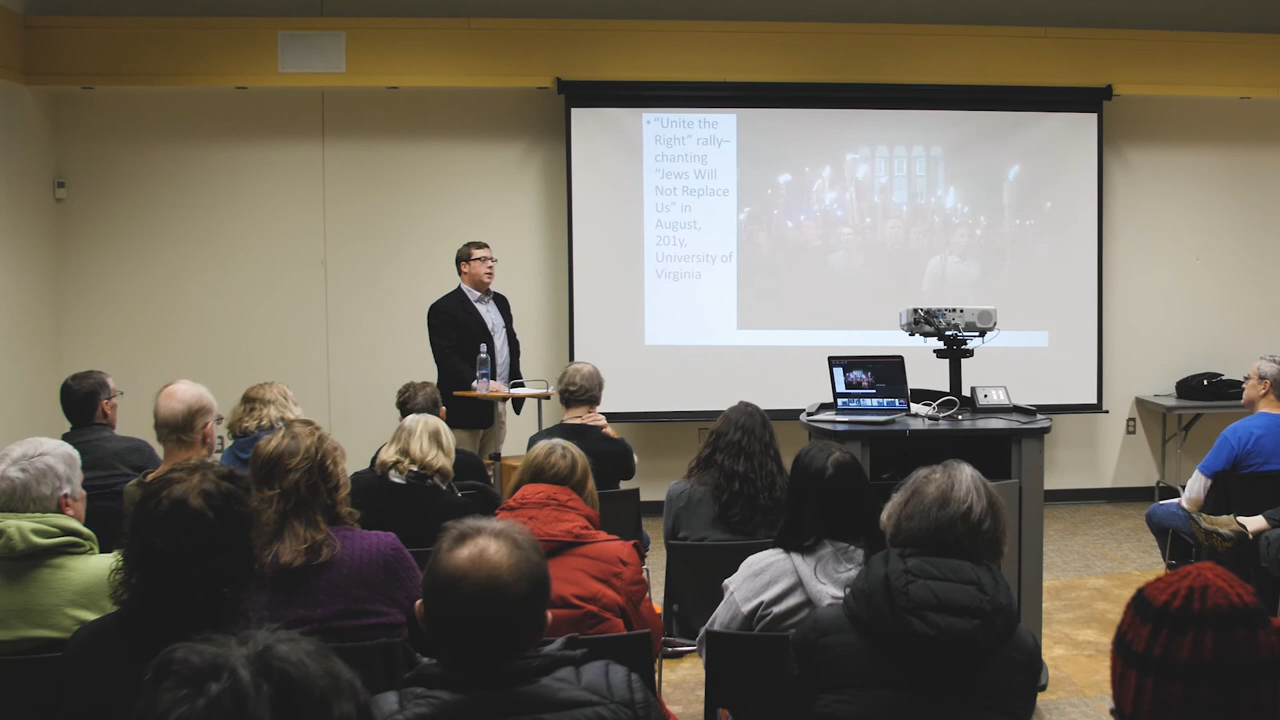 • “Unite the
Right” rally–
chanting
“Jews Will
Not Replace
Us” in
August,
201y,
University of
Virginia